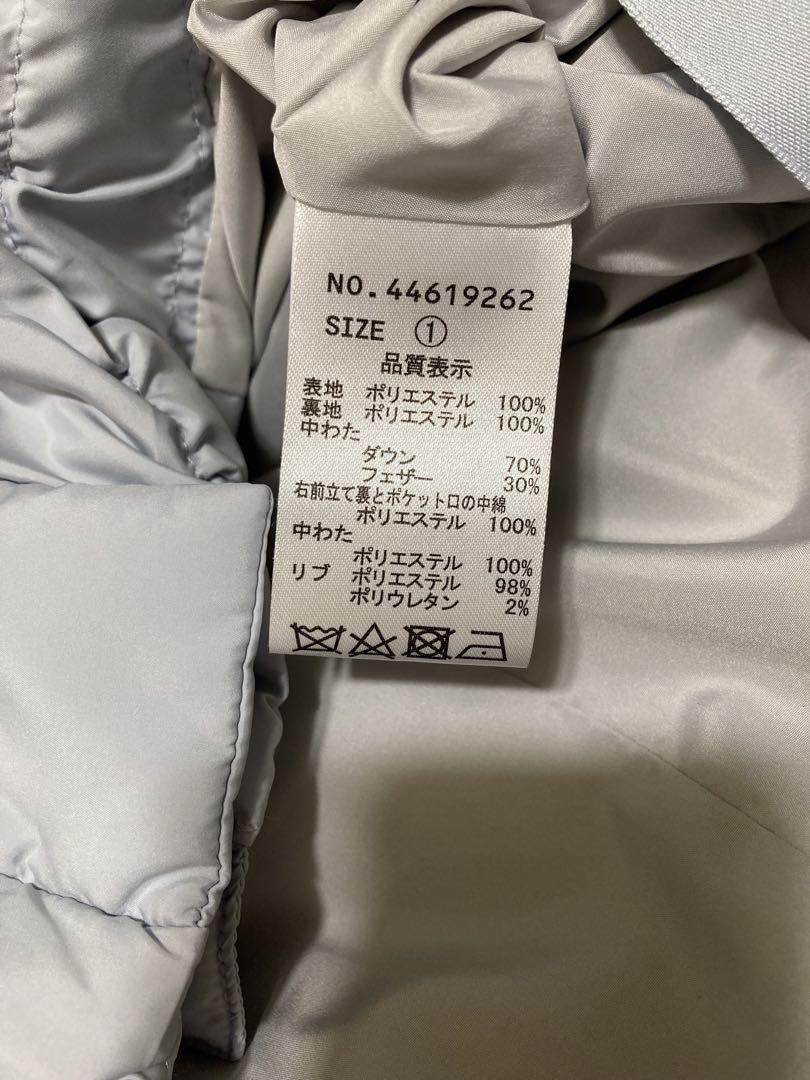 NO.44619262
SIZE ①
品質表示
表地 ポリエステル 100%
裏地 ポリエステル 100%
中わた
ダウン 70%
フェザー 30%
右前立て裏とポケット口の中綿
ポリエステル 100%
中わた
ポリエステル 100%
リブ ポリエステル 98%
ポリウレタン 2%